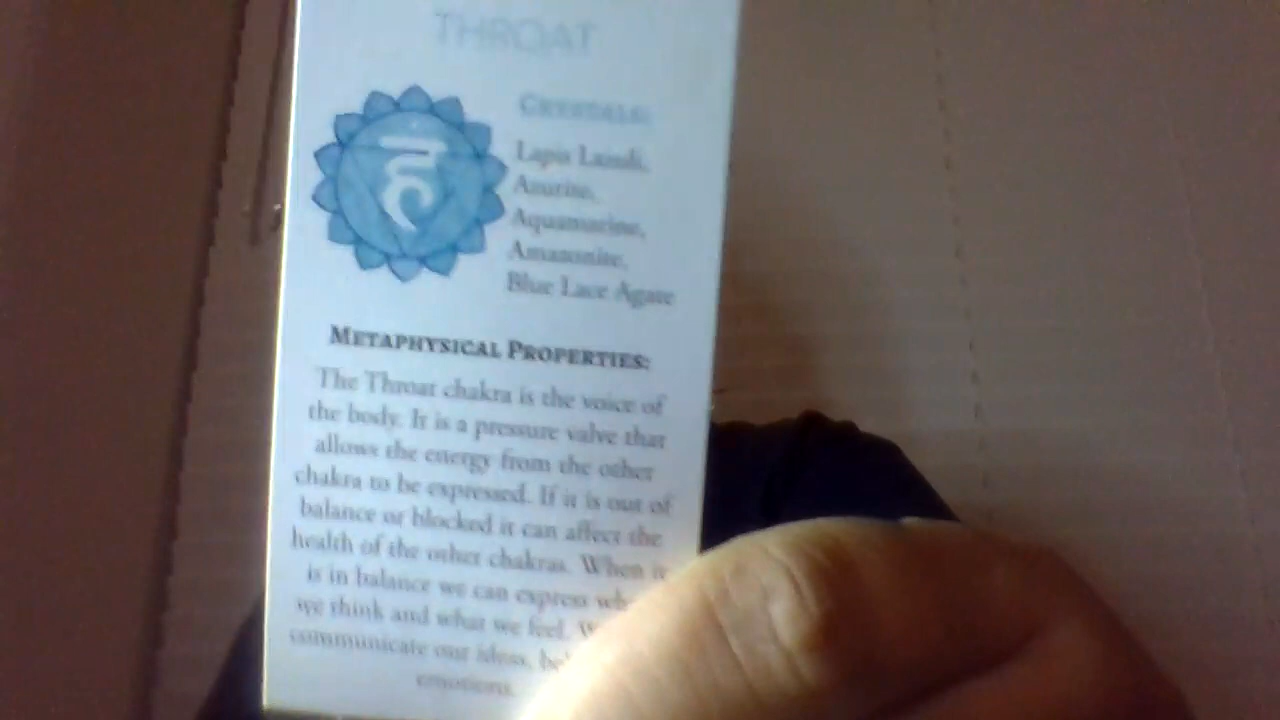 THROAT
CRYSTALS:
Lapis Lazuli,
Azurite,
Aquamarine,
Amazonite,
Blue Lace Agate
हं
METAPHYSICAL PROPERTIES:
The Throat chakra is the voice of
the body. It is a pressure valve that
allows the energy from the other
chakra to be expressed. If it is out of
balance or blocked it can affect the
health of the other chakras. When it
is in balance we can express
we think and what we feel.
communicate our ideas,
emotions.